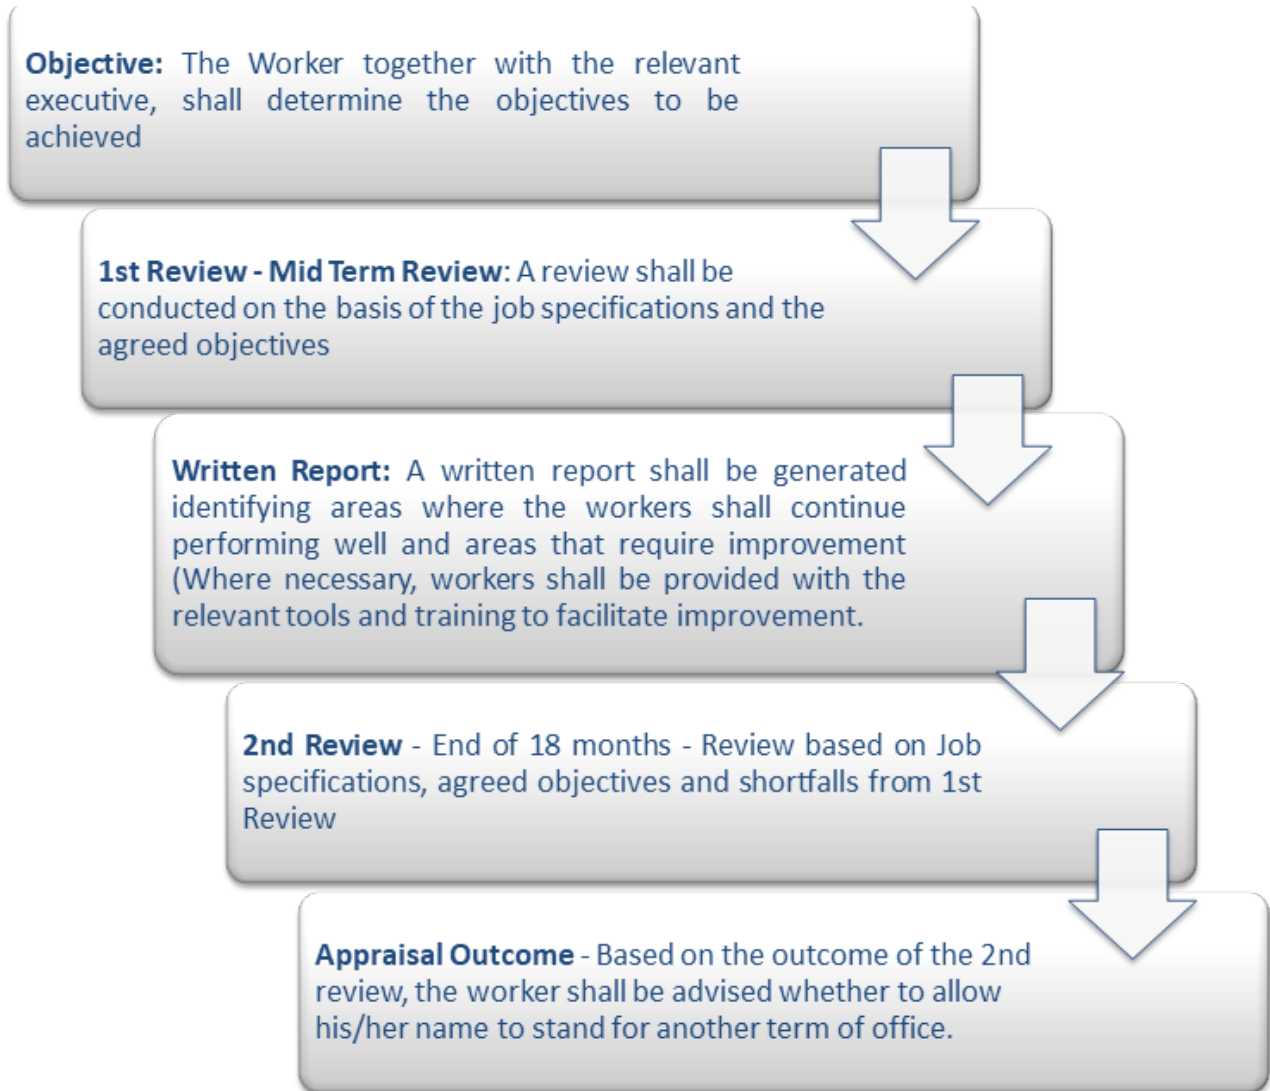 Objective: The Worker together with the relevant
executive, shall determine the objectives to be
achieved
1st Review - Mid Term Review: A review shall be
conducted on the basis of the job specifications and the
agreed objectives
Written Report: A written report shall be generated
identifying areas where the workers shall continue
performing well and areas that require improvement
(Where necessary, workers shall be provided with the
relevant tools and training to facilitate improvement.
2nd Review - End of 18 months - Review based on Job
specifications, agreed objectives and shortfalls from 1st
Review
Appraisal Outcome - Based on the outcome of the 2nd
review, the worker shall be advised whether to allow
his/her name to stand for another term of office.